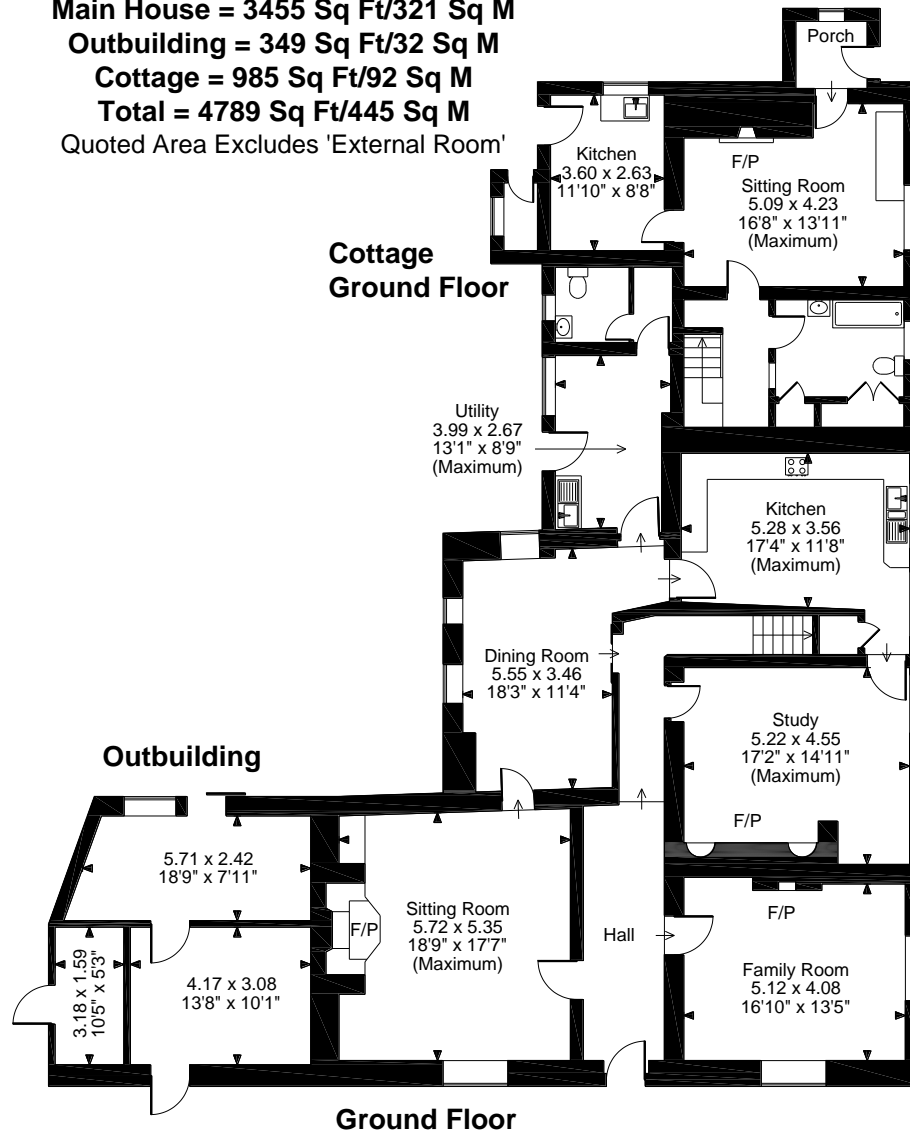 Main House = 3455 Sq Ft/321 Sq M
Outbuilding = 349 Sq Ft/32 Sq M
Cottage = 985 Sq Ft/92 Sq M
Total = 4789 Sq Ft/445 Sq M
Quoted Area Excludes 'External Room'
Porch
Kitchen
3.60 x 2.63
11'10" x 8'8"
F/P
Sitting Room
5.09 x 4.23
16'8" x 13'11"
(Maximum)
Cottage
Ground Floor
Utility
3.99 x 2.67
13'1" x 8'9"
(Maximum)
Kitchen
5.28 x 3.56
17'4" x 11'8"
(Maximum)
Dining Room
5.55 x 3.46
18'3" x 11'4"
Study
5.22 x 4.55
17'2" x 14'11"
(Maximum)
F/P
Outbuilding
5.71 x 2.42
18'9" x 7'11"
3.18 x 1.59
10'5" x 5'3"
4.17 x 3.08
13'8" x 10'1"
F/P
Sitting Room
5.72 x 5.35
18'9" x 17'7"
(Maximum)
Hall
F/P
Family Room
5.12 x 4.08
16'10" x 13'5"
Ground Floor